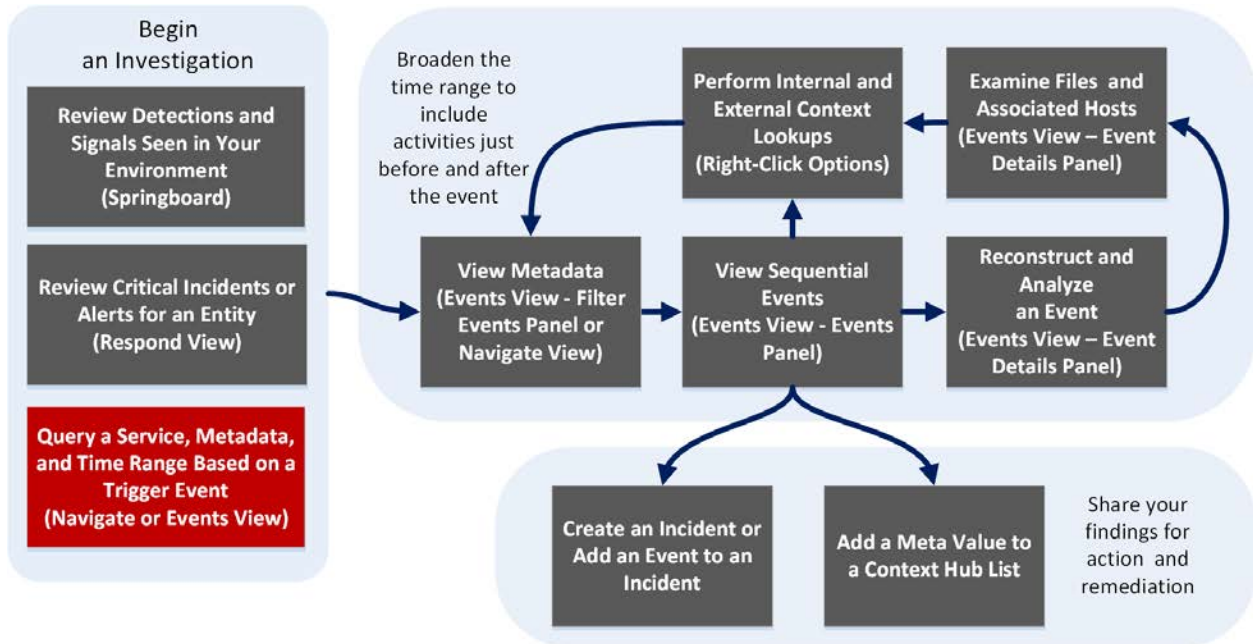 Begin
an Investigation
Review Detections and
Signals Seen in Your
Environment
(Springboard)
Review Critical Incidents or
Alerts for an Entity
(Respond View)
Query a Service, Metadata,
and Time Range Based on a
Trigger Event
(Navigate or Events View)
Broaden the
time range to
include
activities just
before and after
the event
Perform Internal and
External Context
Lookups
(Right-Click Options)
Examine Files and
Associated Hosts
(Events View – Event
Details Panel)
View Metadata
(Events View - Filter
Events Panel or
Navigate View)
View Sequential
Events
(Events View - Events
Panel)
Reconstruct and
Analyze
an Event
(Events View – Event
Details Panel)
Create an Incident or
Add an Event to an
Incident
Add a Meta Value to
a Context Hub List
Share your
findings for
action and
remediation